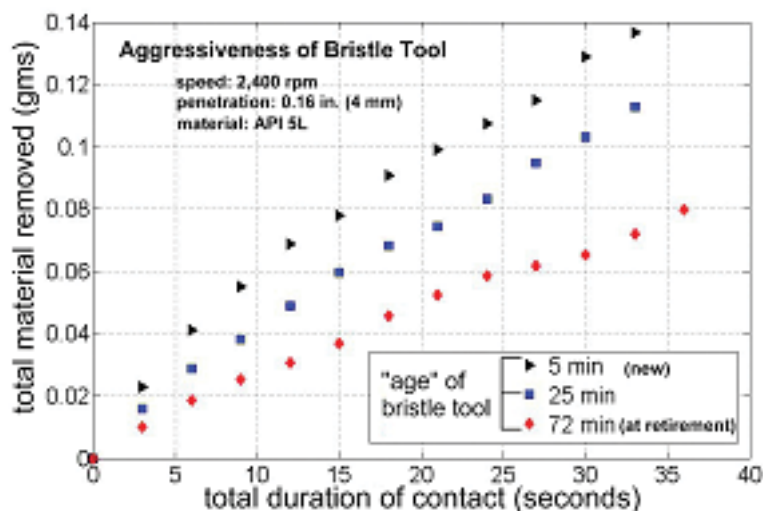 Aggressiveness of Bristle Tool
speed: 2,400 rpm
penetration: 0.16 in. (4 mm)
material: API 5L
total material removed (gms)
0.14
0.12
0.1
0.08
0.06
0.04
0.02
0
"age" of
bristle tool
5 min (new)
25 min
72 min (at retirement)
0 5 10 15 20 25 30 35 40
total duration of contact (seconds)